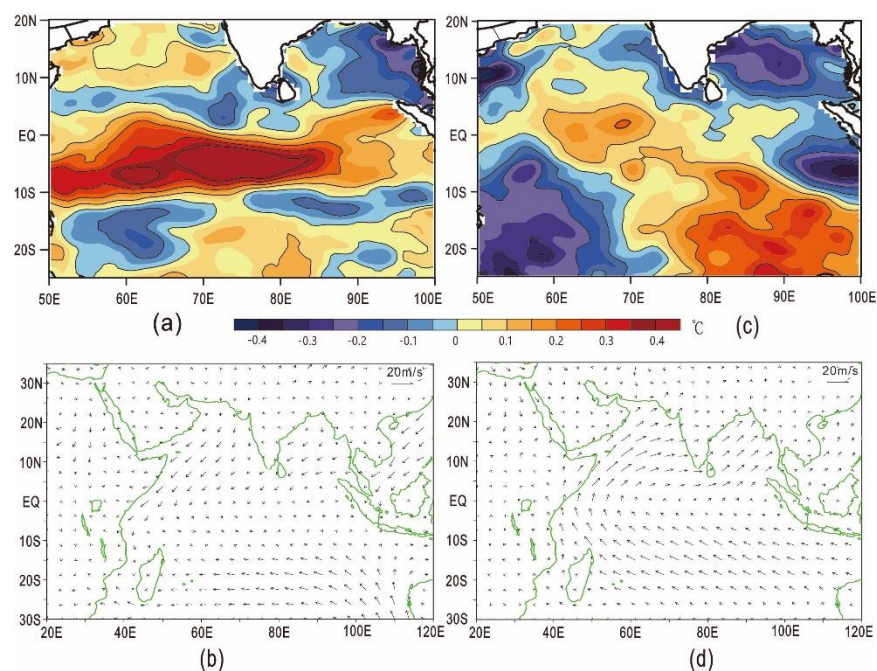 20N
10N
EQ
10S
20S
50E 60E 70E 80E 90E 100E
20N
10N
EQ
10S
20S
50E 60E 70E 80E 90E 100E
(a)
-0.4 -0.3 -0.2 -0.1 0 0.1 0.2 0.3 0.4 ℃
(c)
20m/s
30N
20N
10N
EQ
10S
20S
30S
20E 40E 60E 80E 100E 120E
20m/s
30N
20N
10N
EQ
10S
20S
30S
20E 40E 60E 80E 100E 120E
(b)
(d)